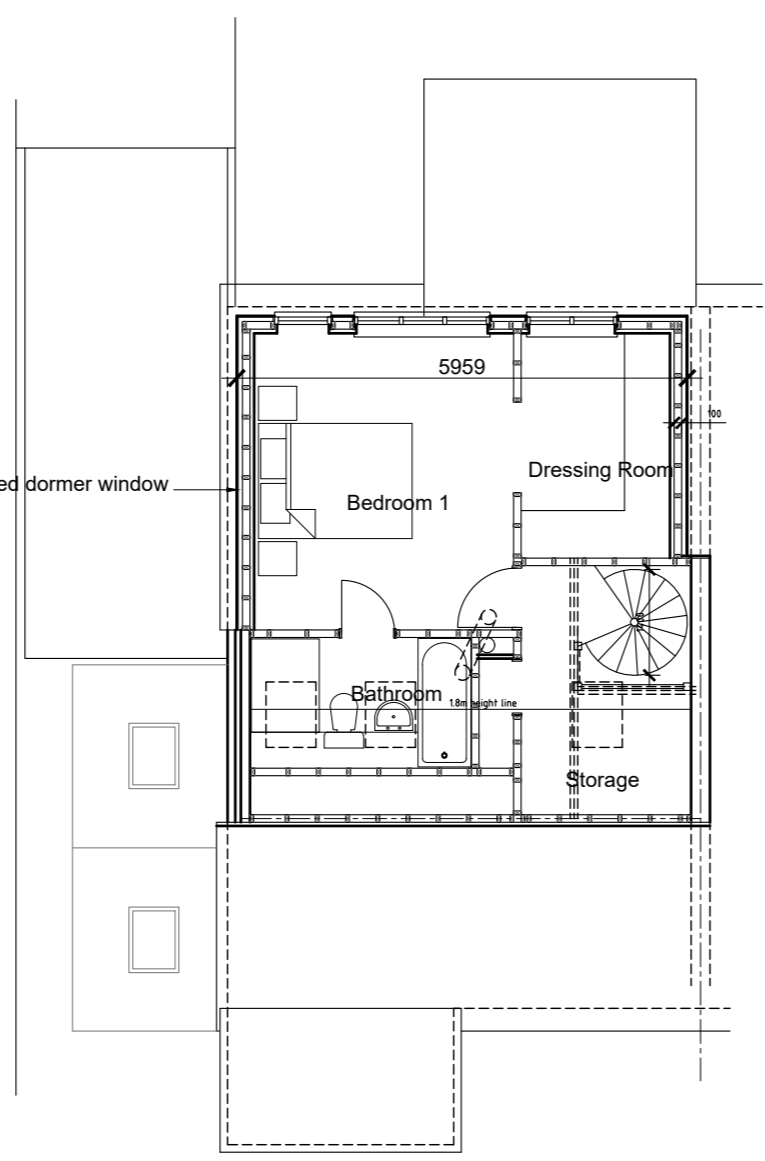 5959
100
Dressing Room
ed dormer window
Bedroom 1
Bathroom
1.8m height line
Storage